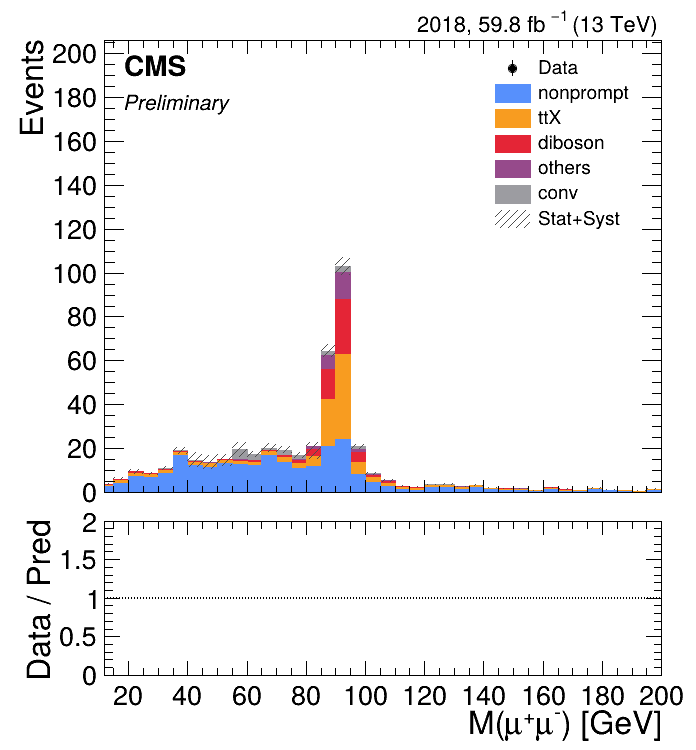 2018, 59.8 fb⁻¹ (13 TeV)
CMS
Preliminary
Data
nonprompt
ttX
diboson
others
conv
Stat+Syst
Events
200
180
160
140
120
100
80
60
40
20
0
Data / Pred
2
1.5
1
0.5
0
20 40 60 80 100 120 140 160 180 200
M(μ⁺μ⁻) [GeV]